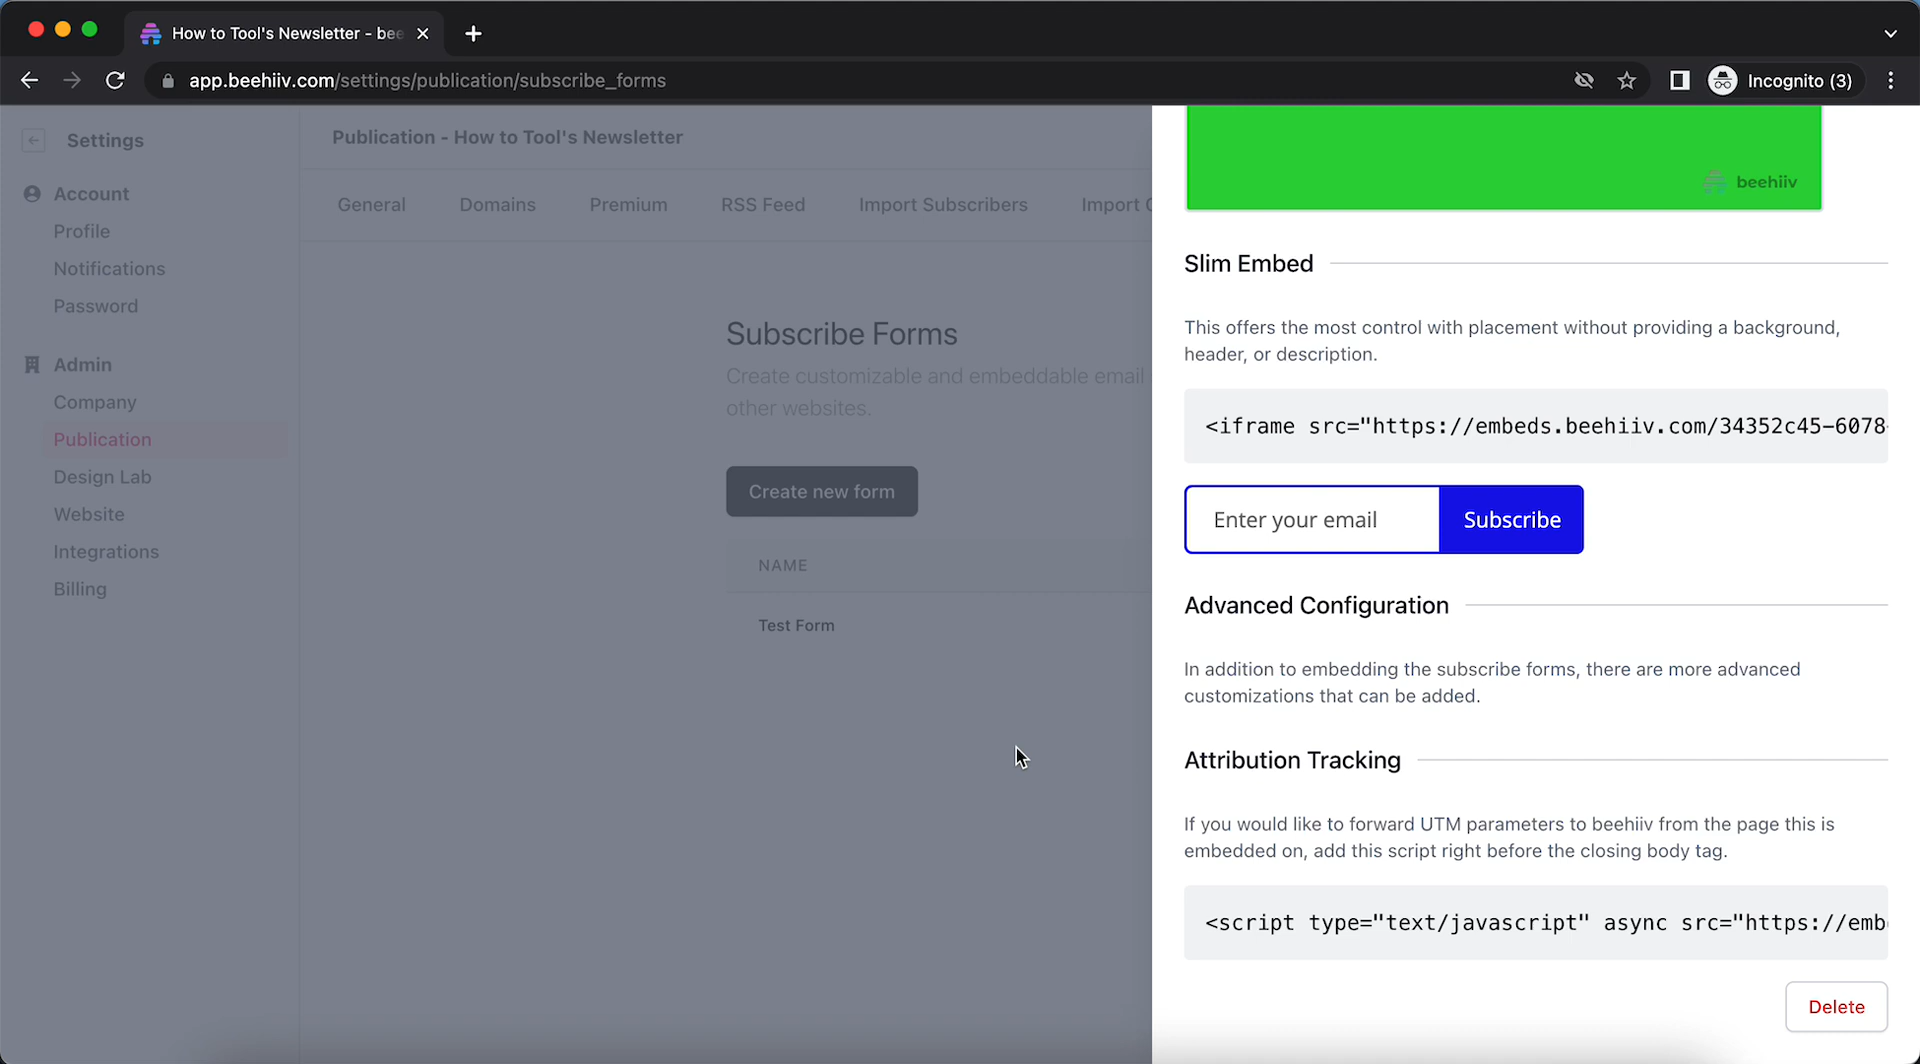 How to Tool's Newsletter - bee
app.beehiiv.com/settings/publication/subscribe_forms
Incognito (3)
Settings
Account
Profile
Notifications
Password
Admin
Company
Publication
Design Lab
Website
Integrations
Billing
Publication - How to Tool's Newsletter
General Domains Premium RSS Feed Import Subscribers Import C
Subscribe Forms
Create customizable and embeddable email
other websites.
Create new form
NAME
Test Form
beehiiv
Slim Embed
This offers the most control with placement without providing a background,
header, or description.
<iframe src="https://embeds.beehiiv.com/34352c45-6078-
Enter your email Subscribe
Advanced Configuration
In addition to embedding the subscribe forms, there are more advanced
customizations that can be added.
Attribution Tracking
If you would like to forward UTM parameters to beehiiv from the page this is
embedded on, add this script right before the closing body tag.
<script type="text/javascript" async src="https://emb
Delete